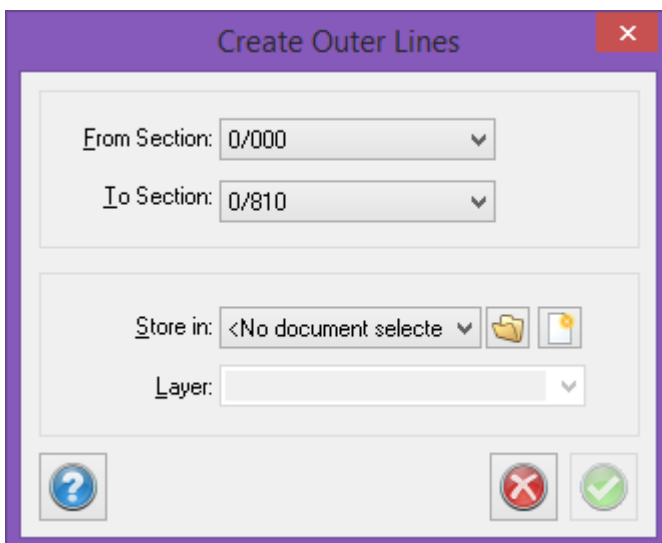 Create Outer Lines
From Section: 0/000
To Section: 0/810
Store in: <No document selecte
Layer: